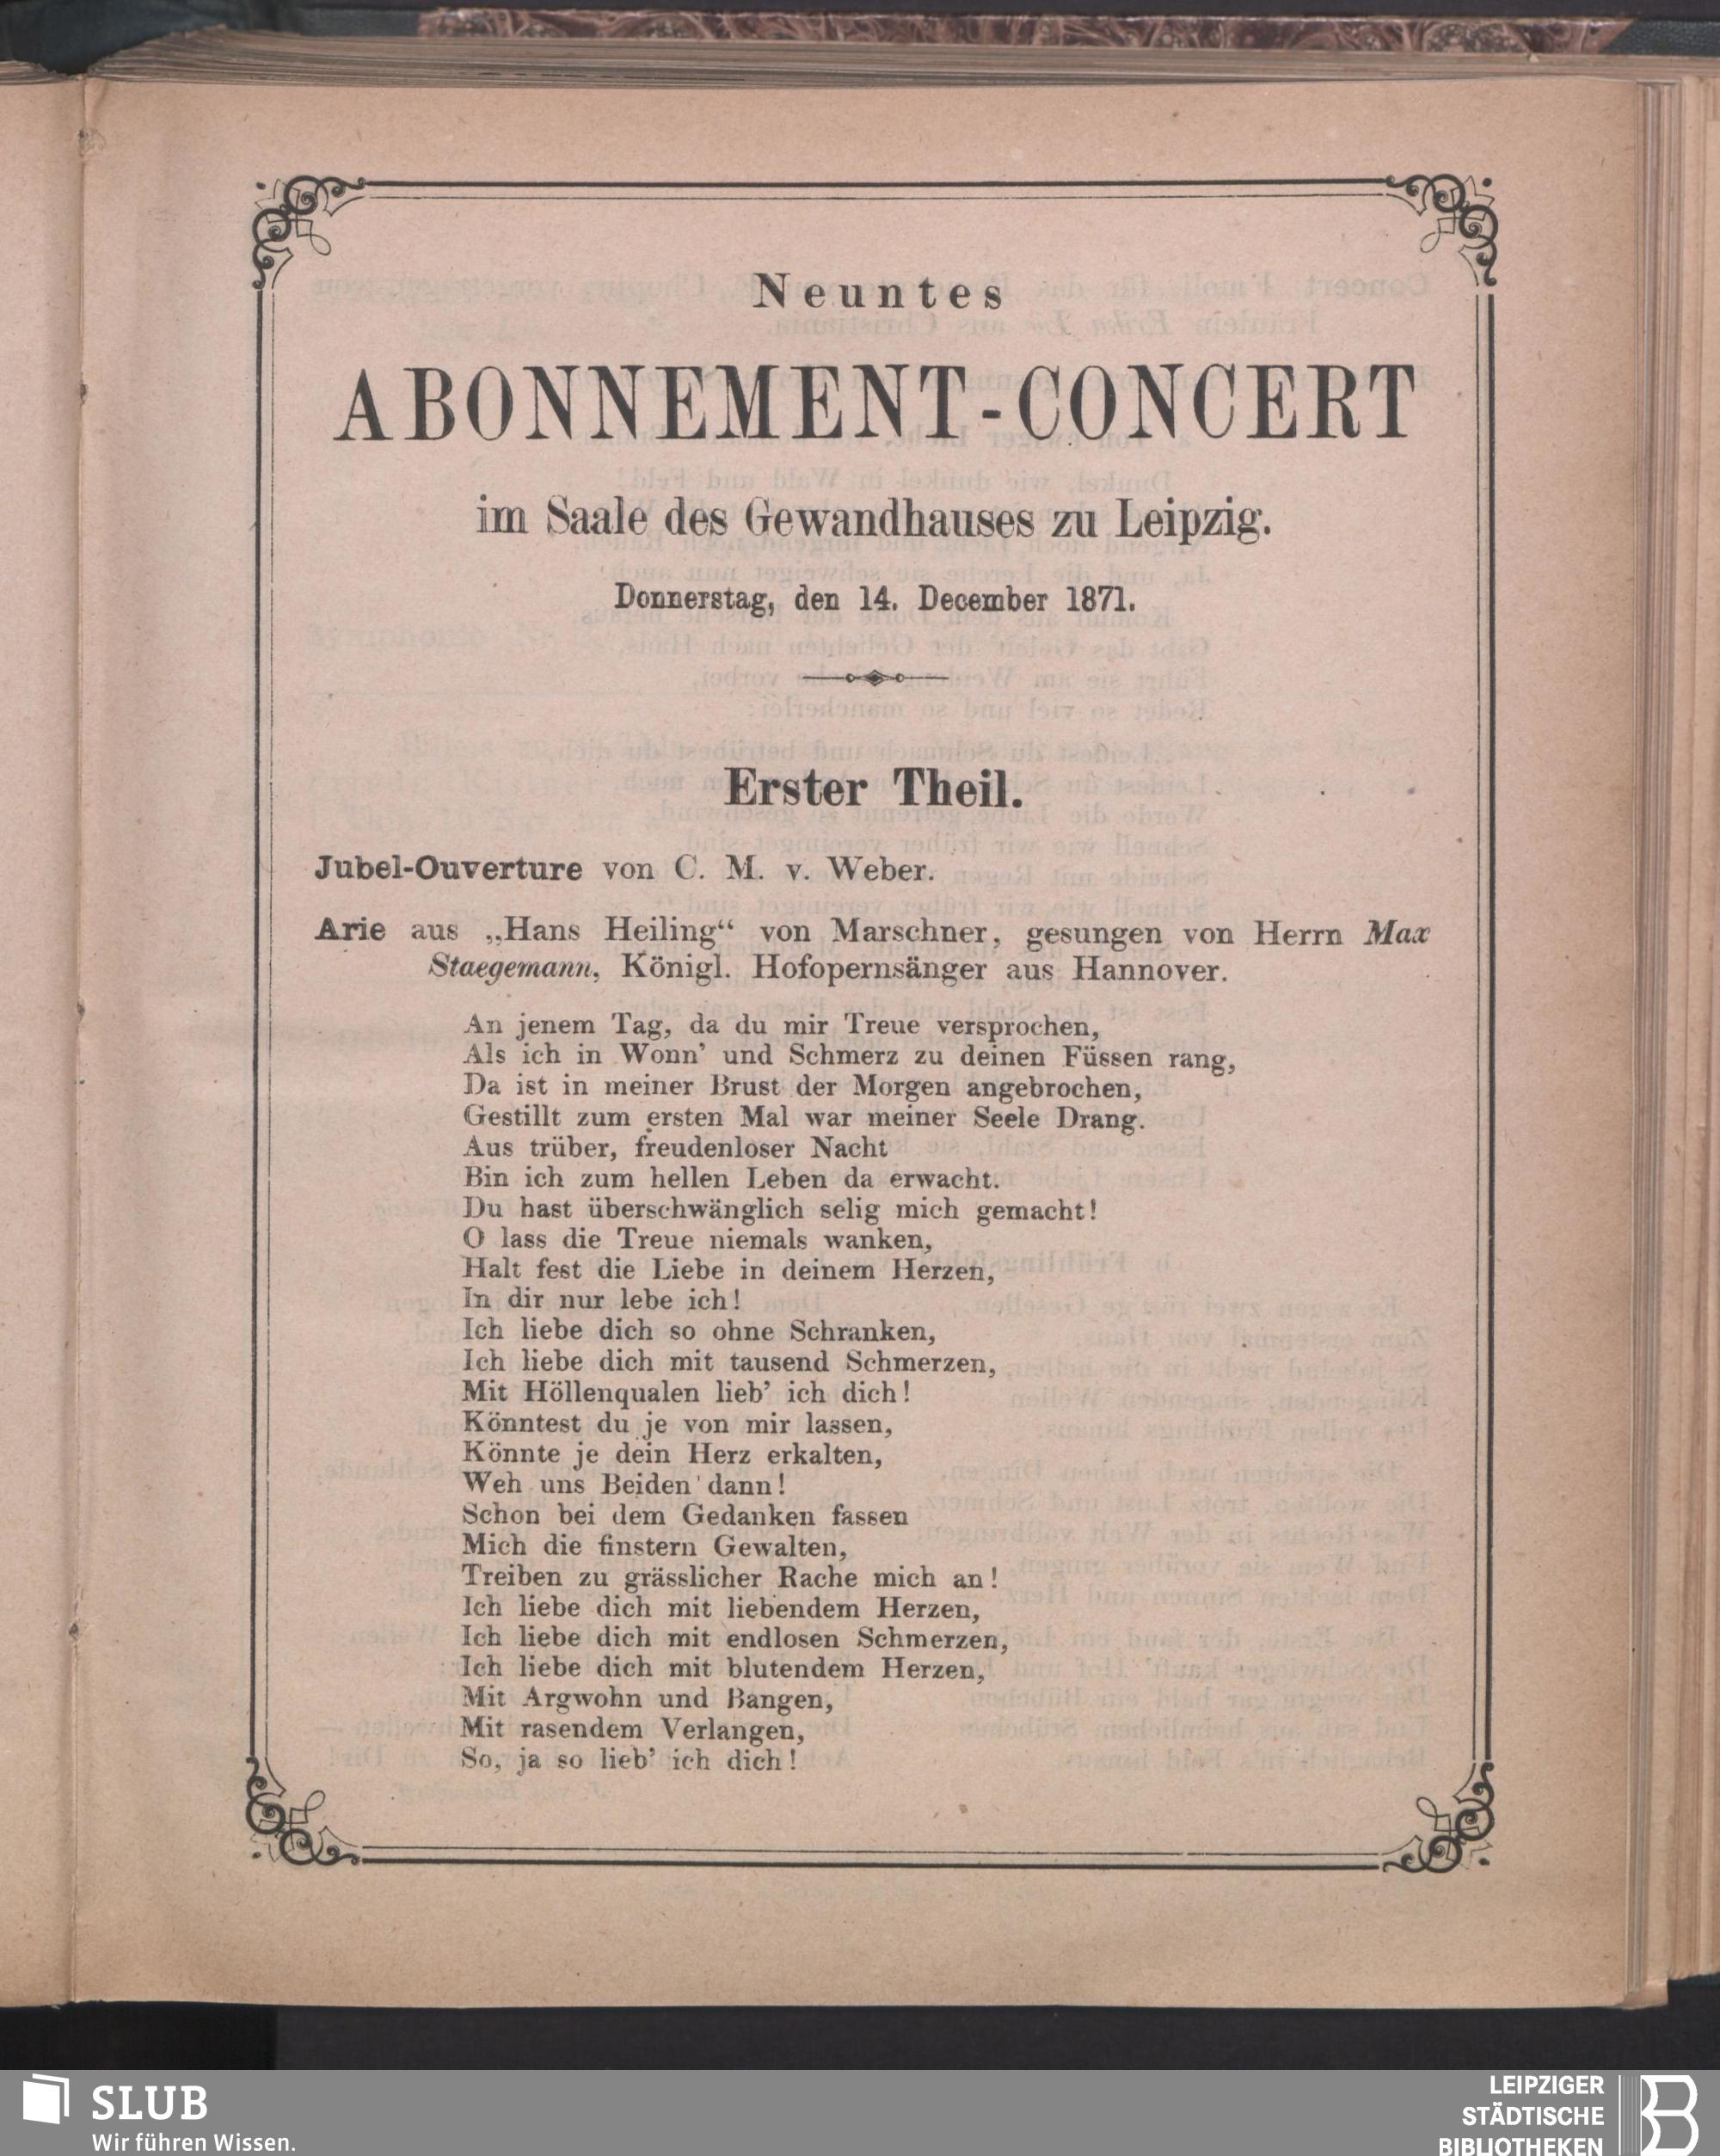 Neuntes
ABONNEMENT-CONCERT
im Saale des Gewandhauses zu Leipzig.
Donnerstag, den 14. December 1871.
Erster Theil.
Jubel-Ouverture von C. M. v. Weber.
Arie aus „Hans Heiling“ von Marschner, gesungen von Herrn Max
Staegemann, Königl. Hofopernsänger aus Hannover.
An jenem Tag, da du mir Treue versprochen,
Als ich in Wonn’ und Schmerz zu deinen Füssen rang,
Da ist in meiner Brust der Morgen angebrochen,
Gestillt zum ersten Mal war meiner Seele Drang.
Aus trüber, freudenloser Nacht
Bin ich zum hellen Leben da erwacht.
Du hast überschwänglich selig mich gemacht!
O lass die Treue niemals wanken,
Halt fest die Liebe in deinem Herzen,
In dir nur lebe ich!
Ich liebe dich so ohne Schranken,
Ich liebe dich mit tausend Schmerzen,
Mit Höllenqualen lieb’ ich dich!
Könntest du je von mir lassen,
Könnte je dein Herz erkalten,
Weh uns Beiden dann!
Schon bei dem Gedanken fassen
Mich die finstern Gewalten,
Treiben zu grässlicher Rache mich an!
Ich liebe dich mit liebendem Herzen,
Ich liebe dich mit endlosen Schmerzen,
Ich liebe dich mit blutendem Herzen,
Mit Argwohn und Bangen,
Mit rasendem Verlangen,
So, ja so lieb’ ich dich!
SLUB
Wir führen Wissen.
LEIPZIGER
STÄDTISCHE
BIBLIOTHEKEN